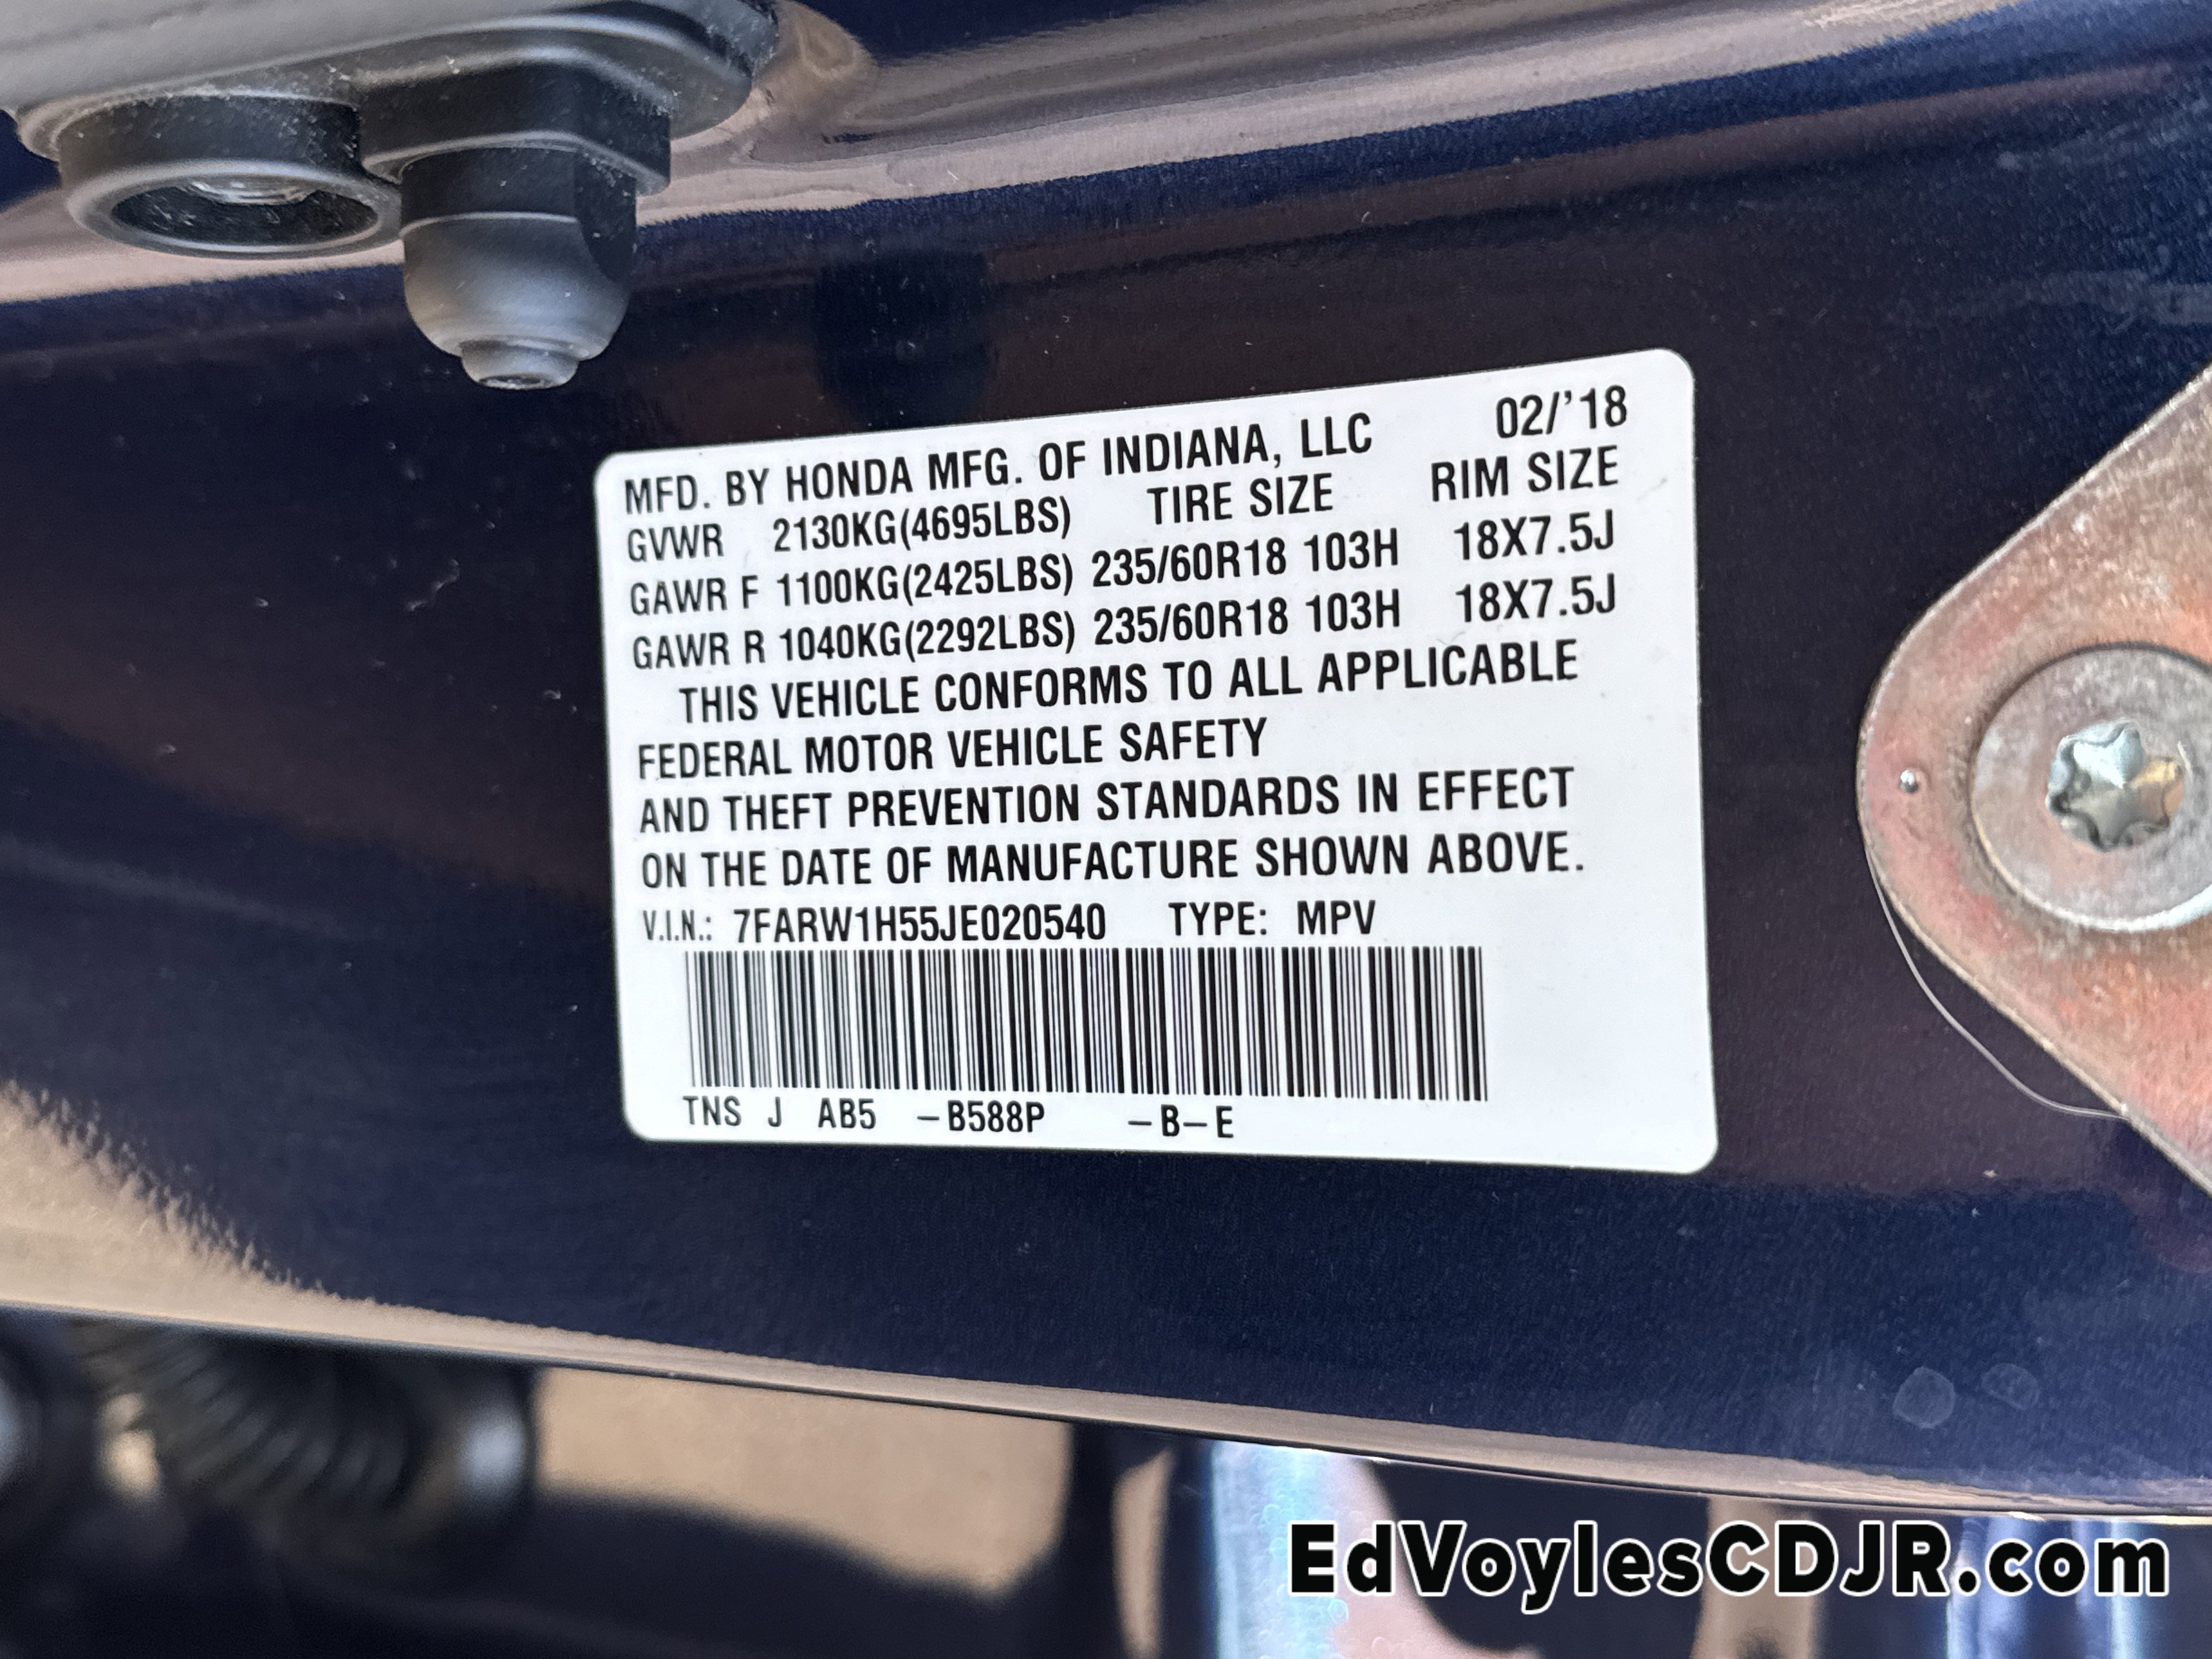 MFD. BY HONDA MFG. OF INDIANA, LLC 02/'18
GVWR 2130KG(4695LBS) TIRE SIZE RIM SIZE
GAWR F 1100KG(2425LBS) 235/60R18 103H 18X7.5J
GAWR R 1040KG(2292LBS) 235/60R18 103H 18X7.5J
THIS VEHICLE CONFORMS TO ALL APPLICABLE
FEDERAL MOTOR VEHICLE SAFETY
AND THEFT PREVENTION STANDARDS IN EFFECT
ON THE DATE OF MANUFACTURE SHOWN ABOVE.
V.I.N.: 7FARW1H55JE020540 TYPE: MPV
TNS J AB5 -B588P -B-E
EdVoylesCDJR.com